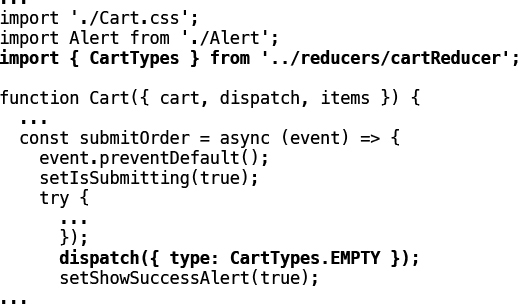 ...
import './Cart.css';
import Alert from './Alert';
import { CartTypes } from '../reducers/cartReducer';
function Cart({ cart, dispatch, items }) {
...
const submitOrder = async (event) => {
event.preventDefault();
setIsSubmitting(true);
try {
...
});
dispatch({ type: CartTypes.EMPTY });
setShowSuccessAlert(true);
...